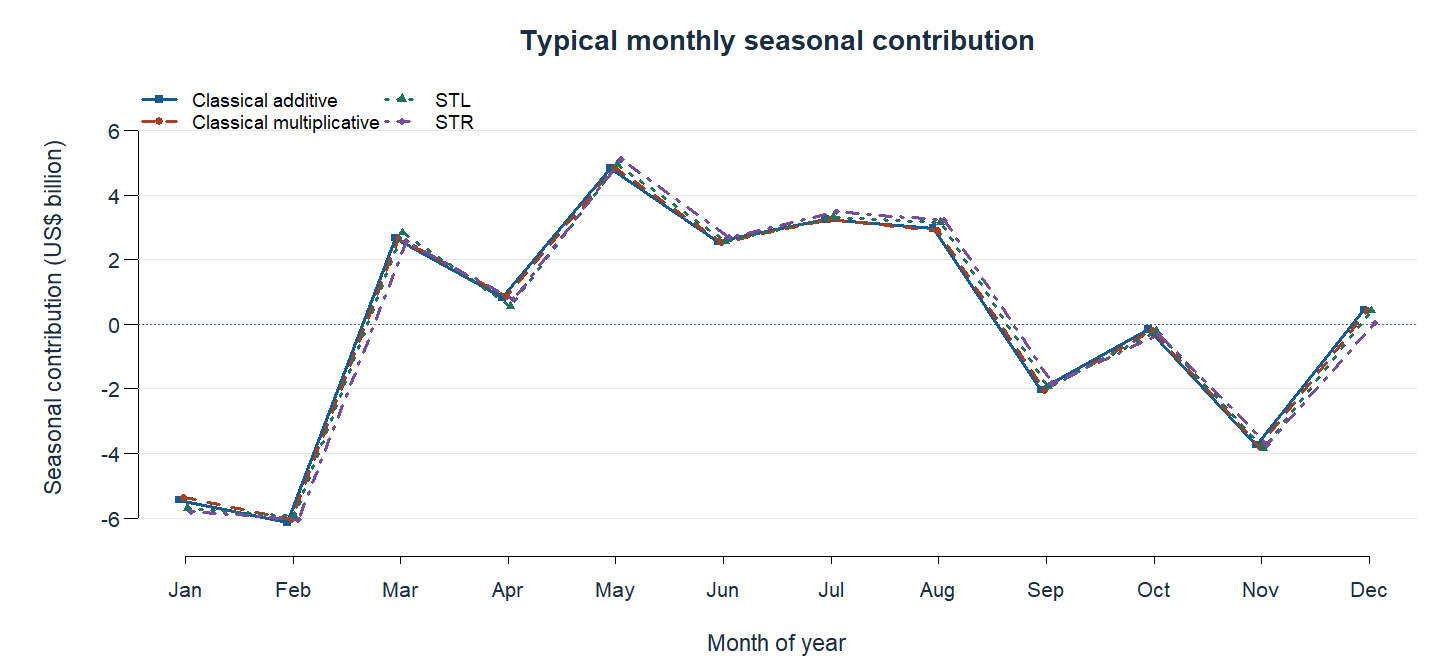 Typical monthly seasonal contribution
Classical additive
STL
Classical multiplicative
STR
Seasonal contribution (US$ billion)
6
4
2
0
-2
-4
-6
Jan Feb Mar Apr May Jun Jul Aug Sep Oct Nov Dec
Month of year